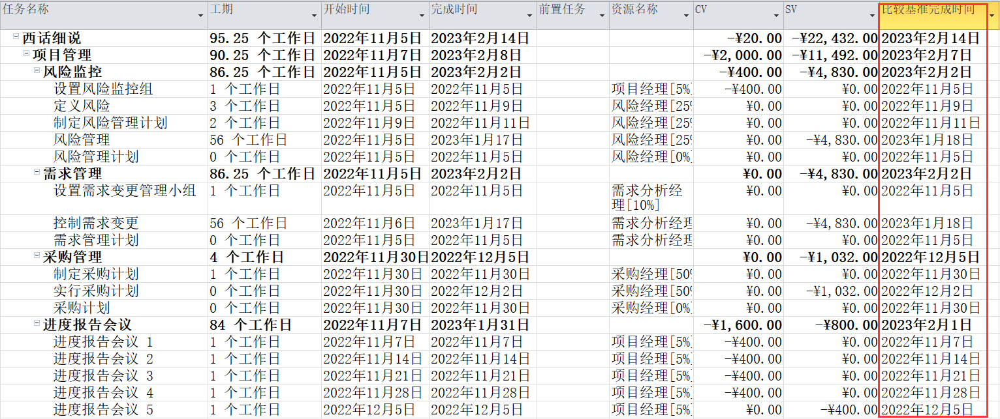 任务名称 工期 开始时间 完成时间 前置任务 资源名称 CV SV 比较基准完成时间
西话细说 95.25 个工作日 2022年11月5日 2023年2月14日 -¥20.00 -¥22,432.00 2023年2月14日
项目管理 90.25 个工作日 2022年11月7日 2023年2月8日 -¥2,000.00 -¥11,492.00 2023年2月7日
风险监控 86.25 个工作日 2022年11月5日 2023年2月2日 -¥400.00 -¥4,830.00 2023年2月2日
设置风险监控组 1 个工作日 2022年11月5日 2022年11月5日 项目经理[5%] -¥400.00 ¥0.00 2022年11月5日
定义风险 3 个工作日 2022年11月5日 2022年11月9日 风险经理[25% ¥0.00 ¥0.00 2022年11月9日
制定风险管理计划 2 个工作日 2022年11月9日 2022年11月11日 风险经理[25% ¥0.00 ¥0.00 2022年11月11日
风险管理 56 个工作日 2022年11月5日 2023年1月17日 风险经理[25% ¥0.00 -¥4,830.00 2023年1月18日
风险管理计划 0 个工作日 2022年11月5日 2022年11月5日 风险经理[0%] ¥0.00 ¥0.00 2022年11月5日
需求管理 86.25 个工作日 2022年11月5日 2023年2月2日 ¥0.00 -¥4,830.00 2023年2月2日
设置需求变更管理小组 1 个工作日 2022年11月5日 2022年11月5日 需求分析经 ¥0.00 ¥0.00 2022年11月5日
理[10%]
控制需求变更 56 个工作日 2022年11月6日 2023年1月17日 需求分析经理 ¥0.00 -¥4,830.00 2023年1月18日
需求管理计划 0 个工作日 2022年11月5日 2022年11月5日 需求分析经理 ¥0.00 ¥0.00 2022年11月5日
采购管理 4 个工作日 2022年11月30日 2022年12月5日 ¥0.00 -¥1,032.00 2022年12月5日
制定采购计划 1 个工作日 2022年11月30日 2022年11月30日 采购经理[50% ¥0.00 ¥0.00 2022年11月30日
实行采购计划 0 个工作日 2022年11月30日 2022年12月2日 采购经理[50% ¥0.00 -¥1,032.00 2022年12月2日
采购计划 0 个工作日 2022年11月30日 2022年11月30日 采购经理[0%] ¥0.00 ¥0.00 2022年11月30日
进度报告会议 84 个工作日 2022年11月7日 2023年1月31日 -¥1,600.00 -¥800.00 2023年2月1日
进度报告会议 1 1 个工作日 2022年11月7日 2022年11月7日 项目经理[5%] -¥400.00 ¥0.00 2022年11月7日
进度报告会议 2 1 个工作日 2022年11月14日 2022年11月14日 项目经理[5%] -¥400.00 ¥0.00 2022年11月14日
进度报告会议 3 1 个工作日 2022年11月21日 2022年11月21日 项目经理[5%] -¥400.00 ¥0.00 2022年11月21日
进度报告会议 4 1 个工作日 2022年11月28日 2022年11月28日 项目经理[5%] -¥400.00 ¥0.00 2022年11月28日
进度报告会议 5 1 个工作日 2022年12月5日 2022年12月5日 项目经理[5%] ¥0.00 -¥400.00 2022年12月5日